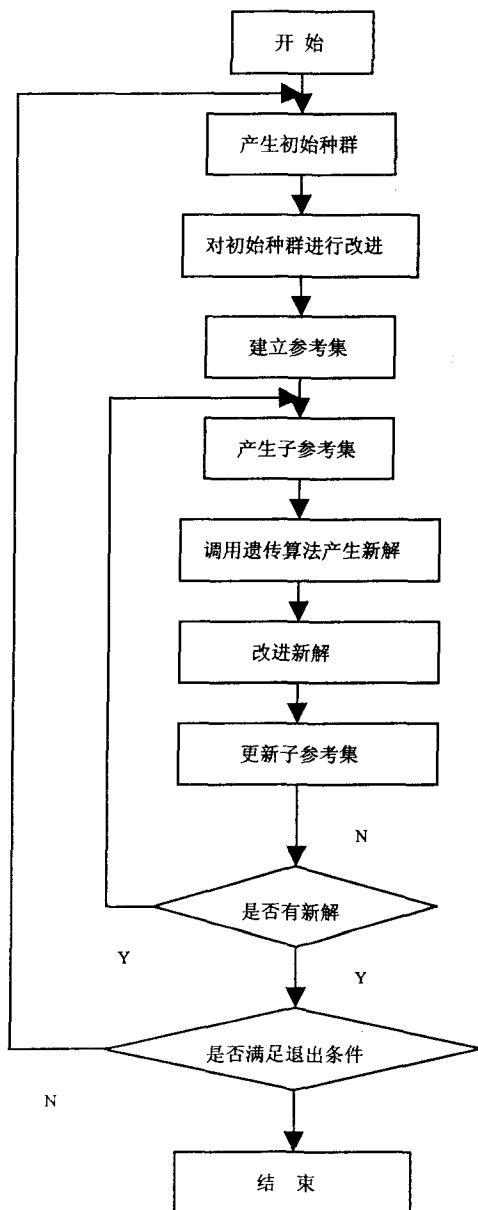 开 始
产生初始种群
对初始种群进行改进
建立参考集
产生子参考集
调用遗传算法产生新解
改进新解
更新子参考集
N
是否有新解
Y
Y
是否满足退出条件
N
结 束